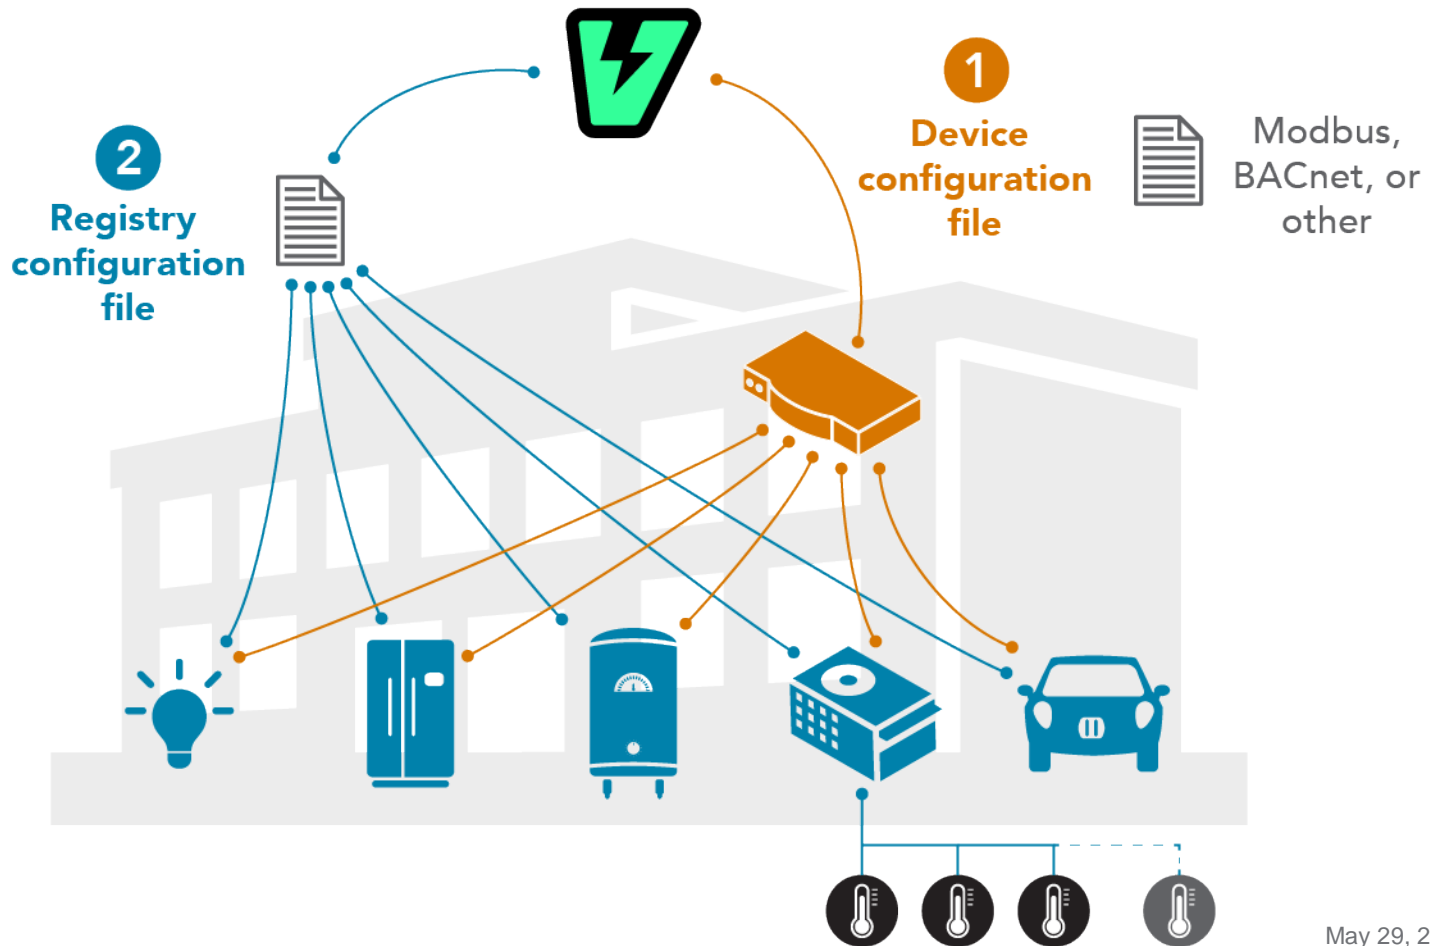 1
Device
configuration
file
Modbus,
BACnet, or
other
2
Registry
configuration
file
May 29, 2